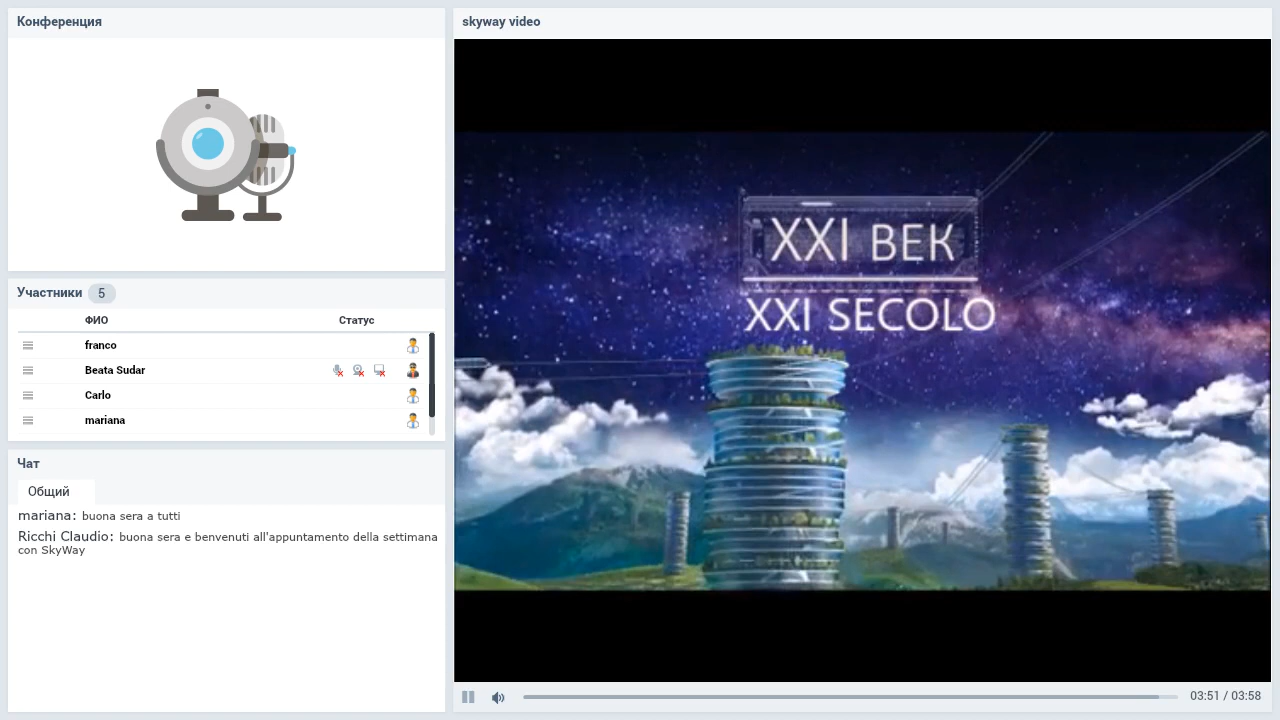 Конференция
Участники 5
ФИО Статус
franco
Beata Sudar
Carlo
mariana
Чат
Общий
mariana: buona sera a tutti
Ricchi Claudio: buona sera e benvenuti all'appuntamento della settimana
con SkyWay
skyway video
XXI ВЕК
XXI SECOLO
03:51 / 03:58